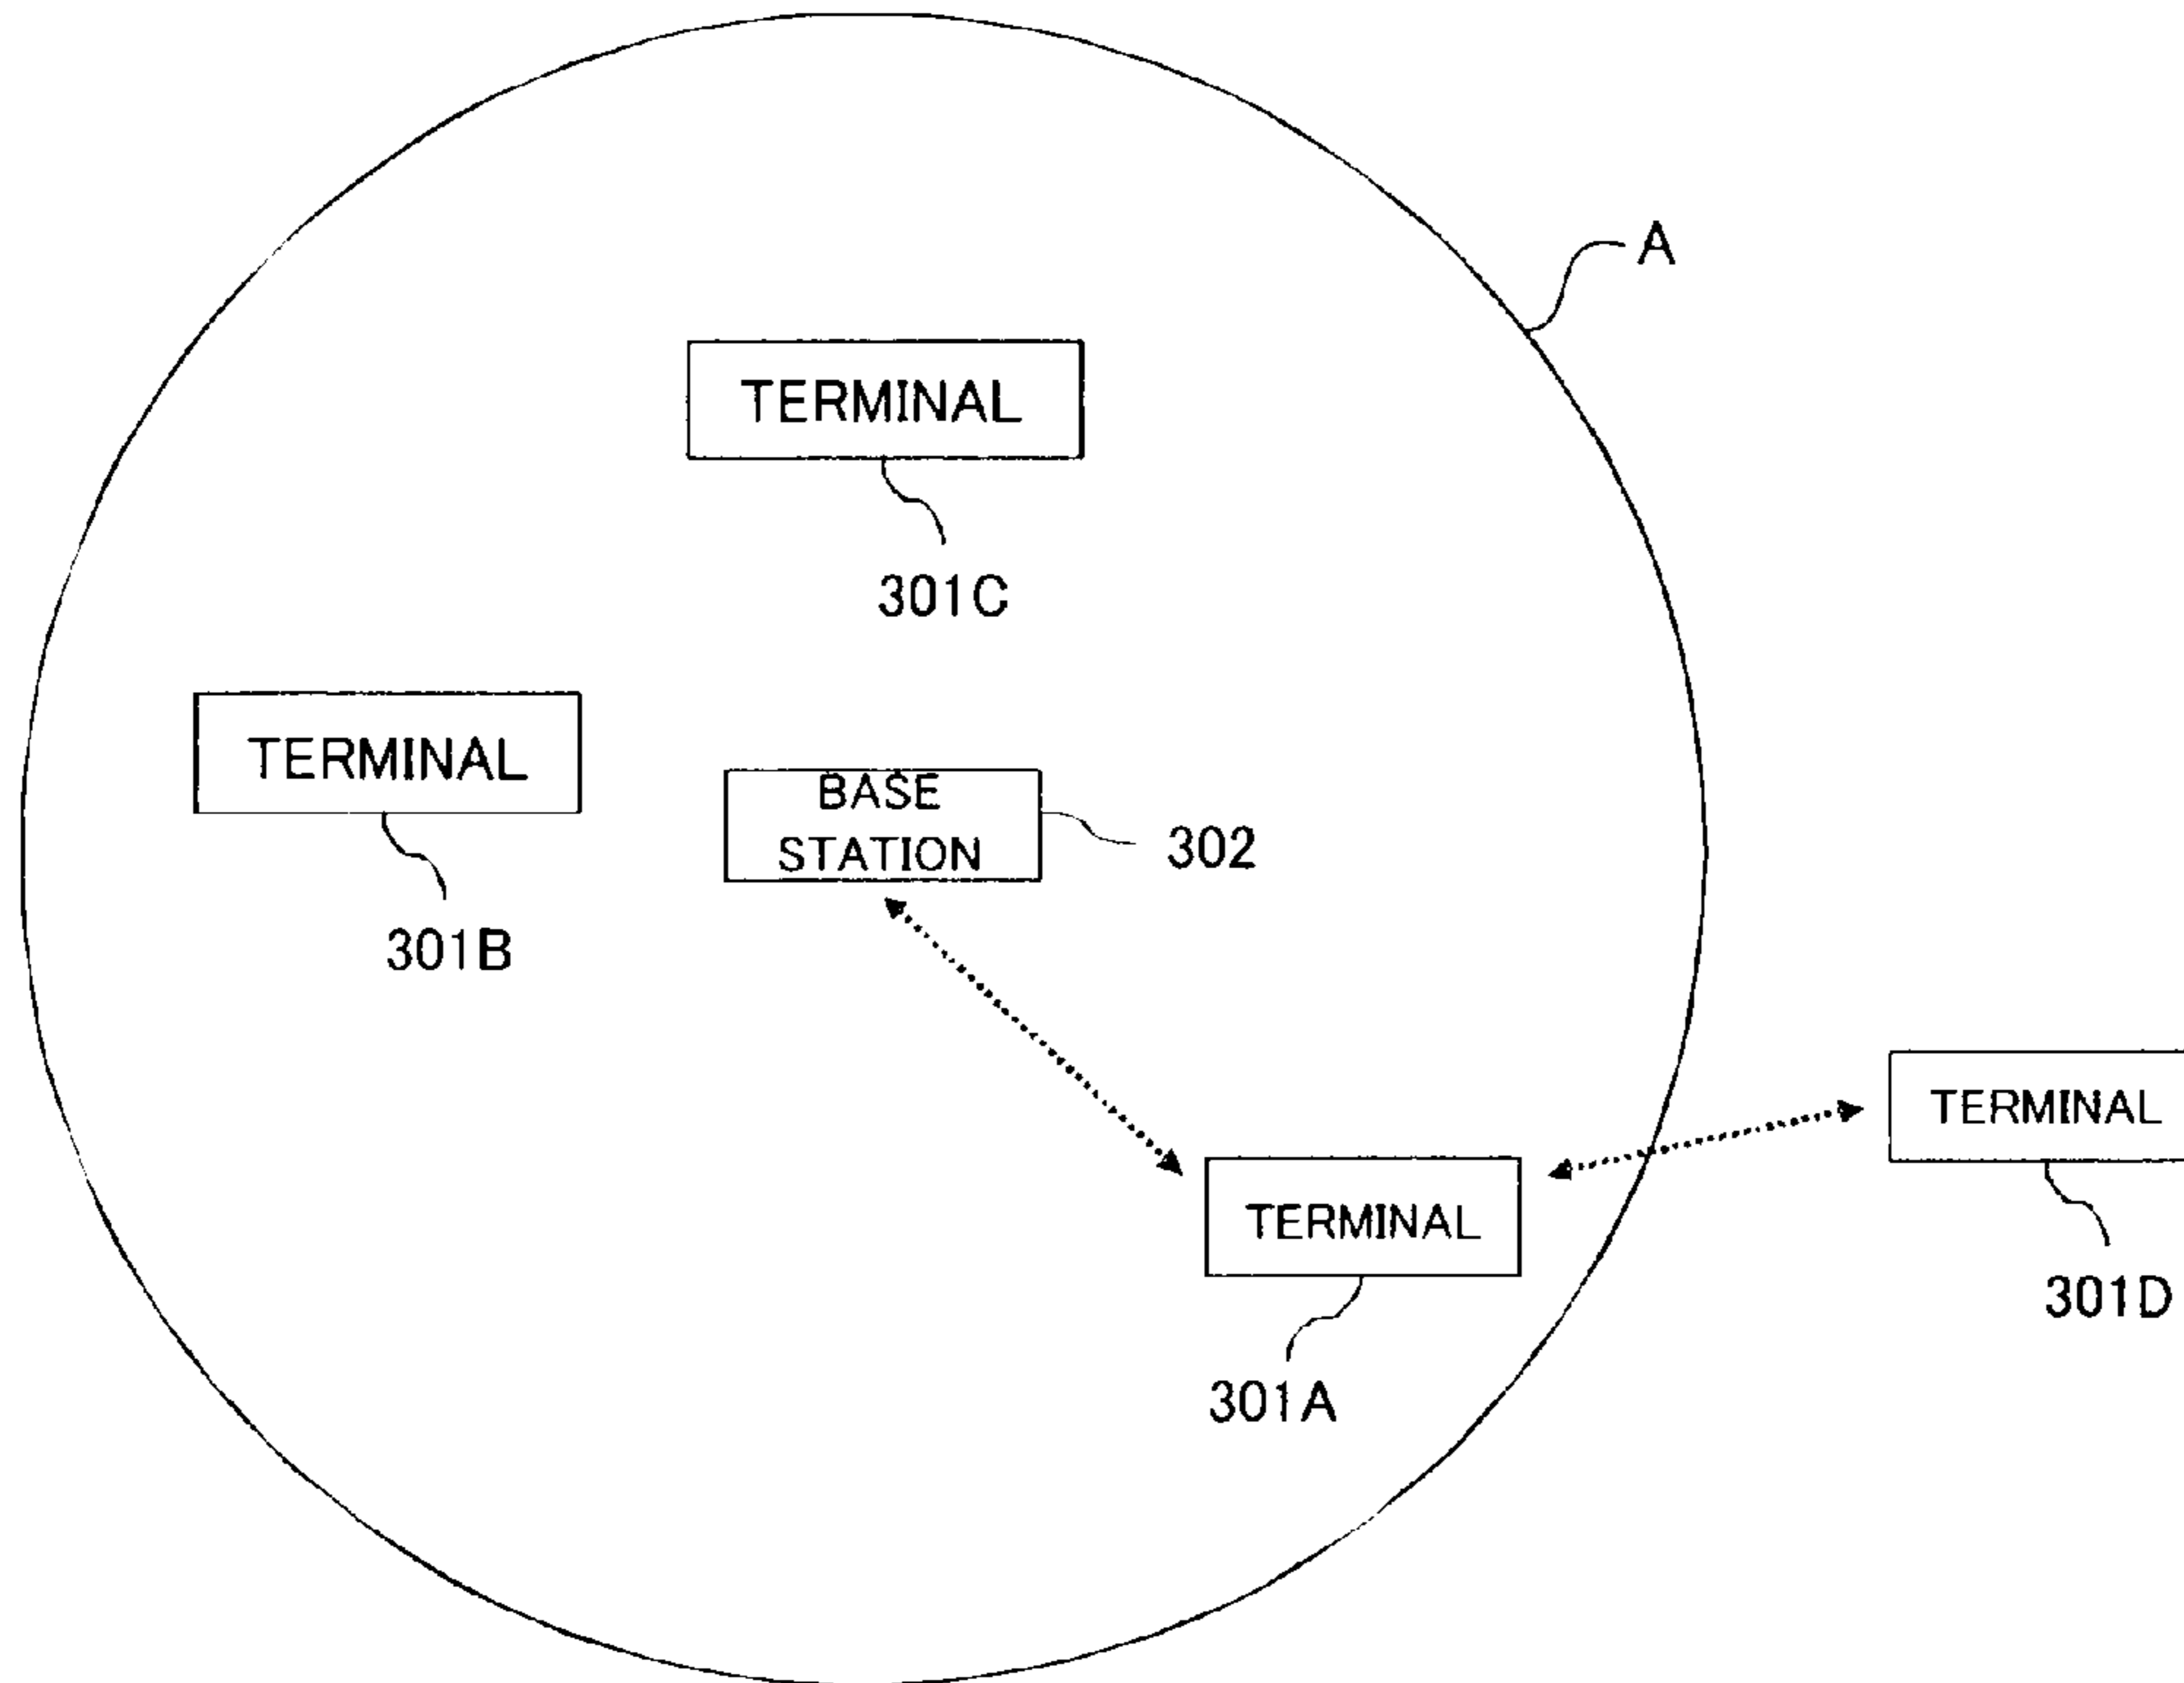 A
TERMINAL
301C
TERMINAL
301B
BASE
STATION
302
TERMINAL
301D
TERMINAL
301A